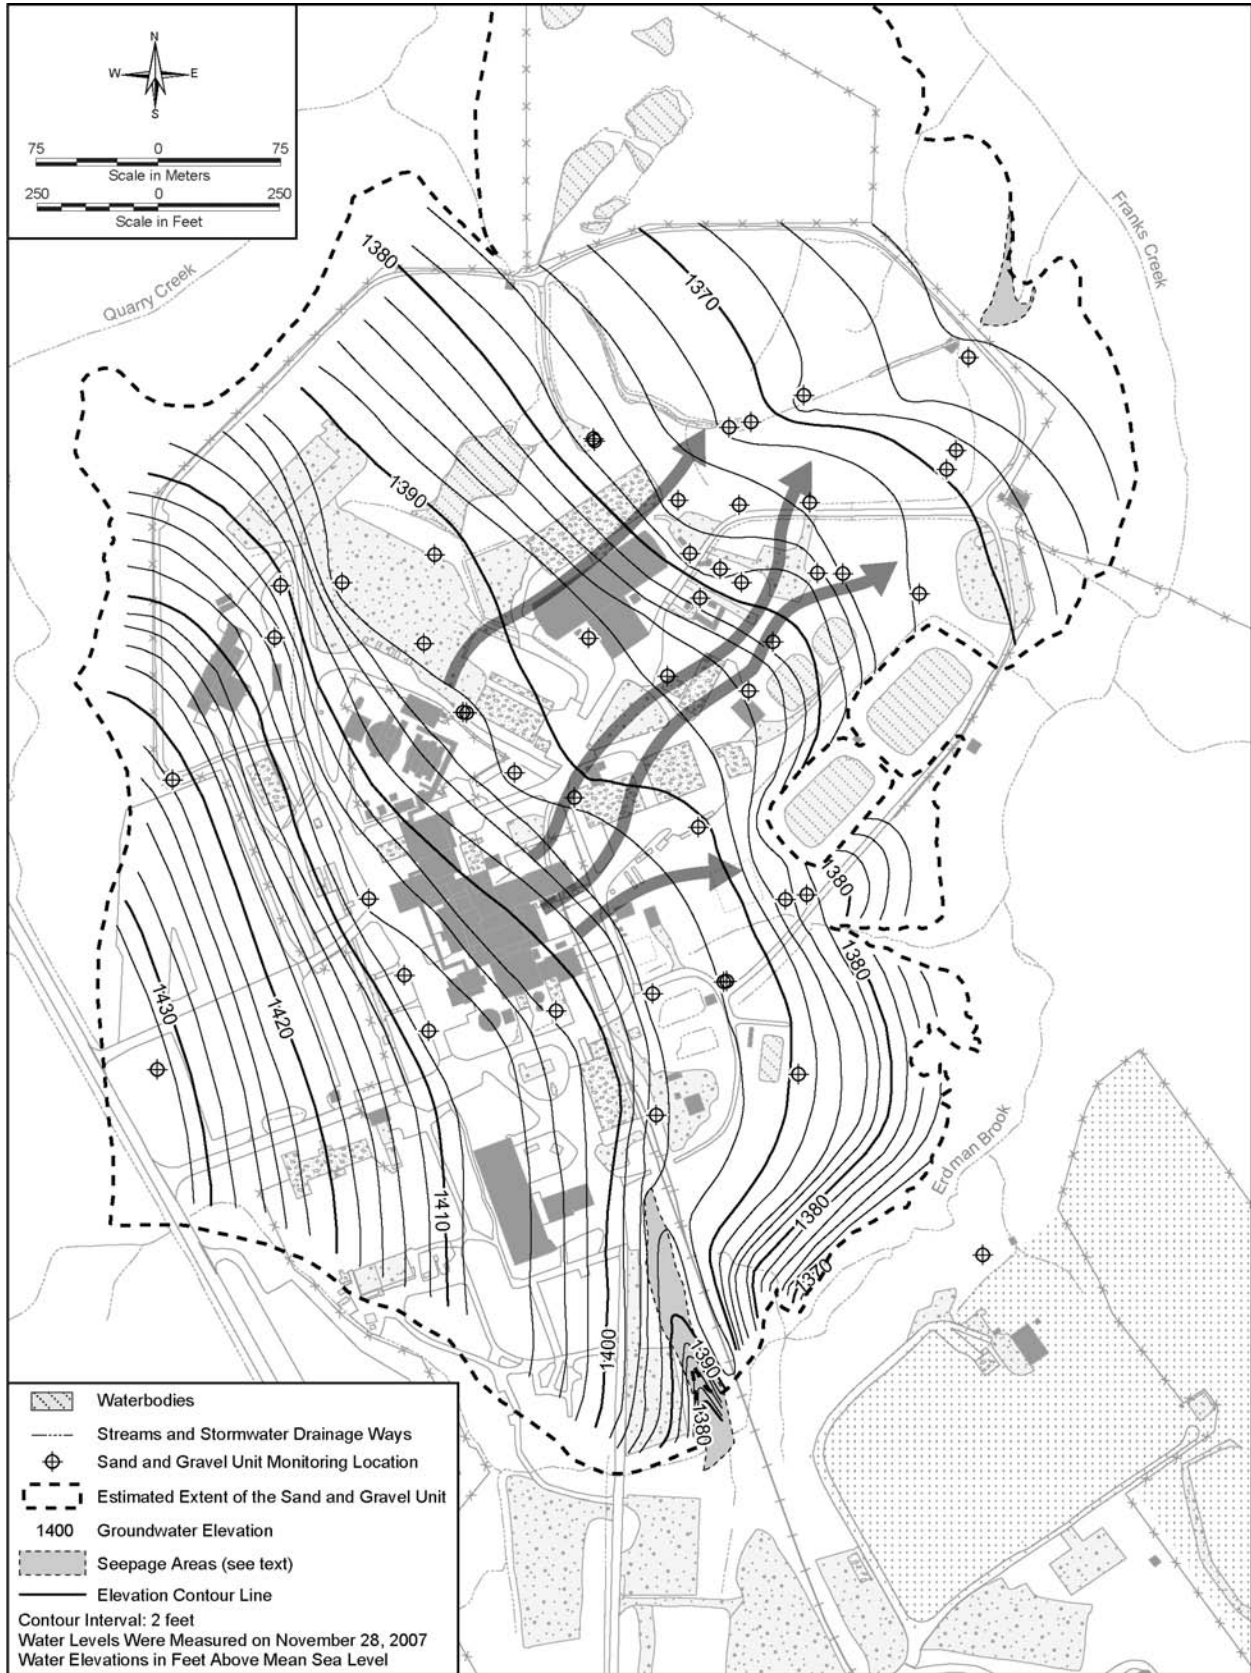 N
W E
S
75 0 75
Scale in Meters
250 0 250
Scale in Feet
Quarry Creek
Franks Creek
1380
1370
1390
1380
1380
1430
1420
1410
1380
1370
1400
1390
1380
Erdman Brook
Waterbodies
Streams and Stormwater Drainage Ways
Sand and Gravel Unit Monitoring Location
Estimated Extent of the Sand and Gravel Unit
1400 Groundwater Elevation
Seepage Areas (see text)
Elevation Contour Line
Contour Interval: 2 feet
Water Levels Were Measured on November 28, 2007
Water Elevations in Feet Above Mean Sea Level